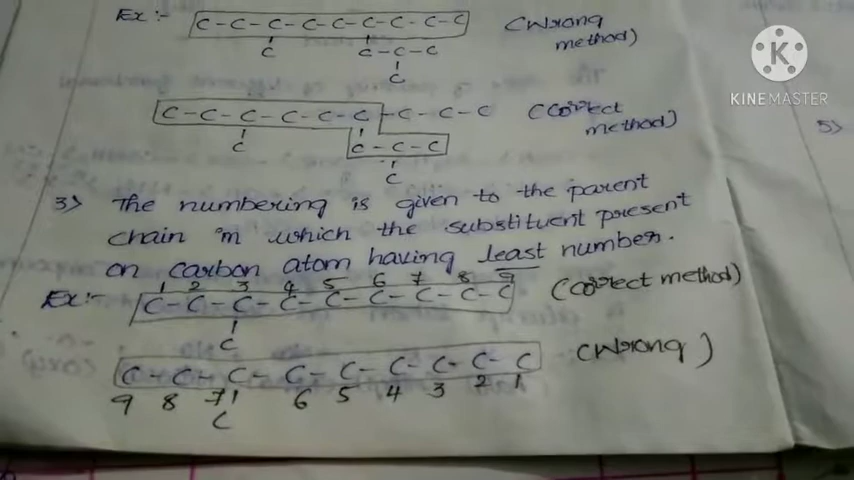 Ex :- C-C-C-C-C-C-C-C-C (Wrong
C C-C-C method)
C
KINEMASTER
C-C-C-C-C-C-C-C-C (Correct
C C-C-C method)
C
5)
3) The numbering is given to the parent
chain in which the substituent present
on carbon atom having least number.
1 2 3 4 5 6 7 8 9
Ex:- C-C-C-C-C-C-C-C-C (Correct method)
C
C-C-C-C-C-C-C-C-C (Wrong)
9 8 7 6 5 4 3 2 1
C